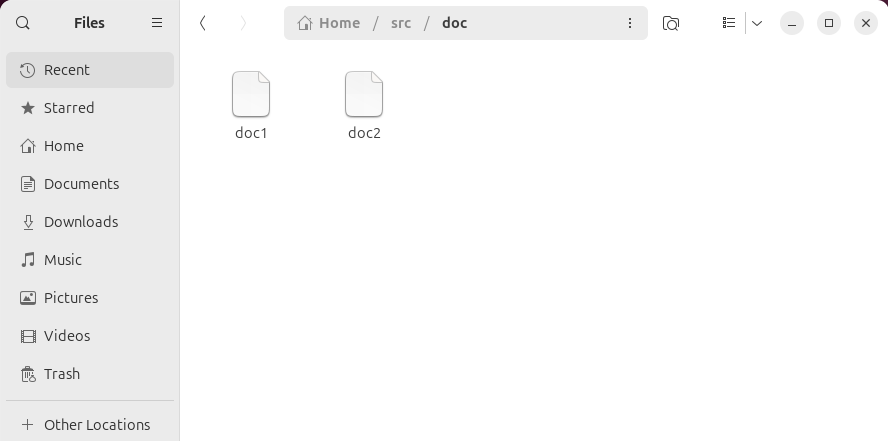 Files
Home / src / doc
Recent
Starred
Home
Documents
Downloads
Music
Pictures
Videos
Trash
Other Locations
doc1
doc2